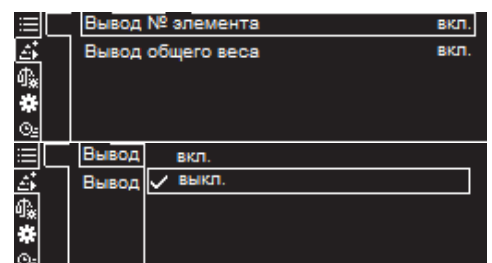 Вывод № элемента вкл.
Вывод общего веса вкл.
Вывод вкл.
Вывод выкл.